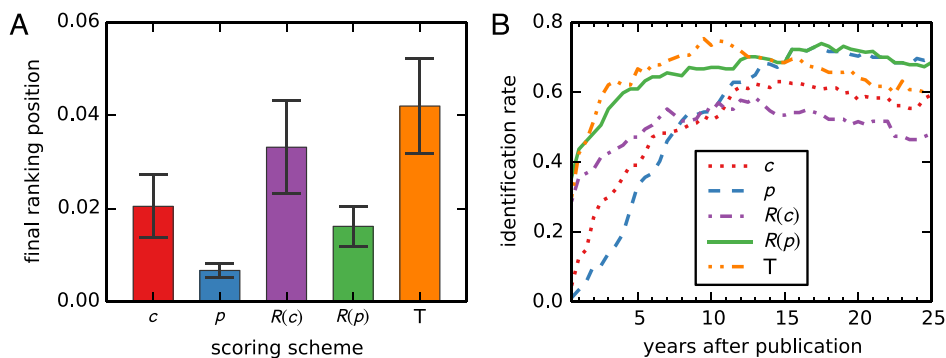 A
final ranking position
0.06
0.04
0.02
0.00
c p R(c) R(p) T
scoring scheme
B
identification rate
0.8
0.6
0.4
0.2
0.0
c
p
R(c)
R(p)
T
5 10 15 20 25
years after publication